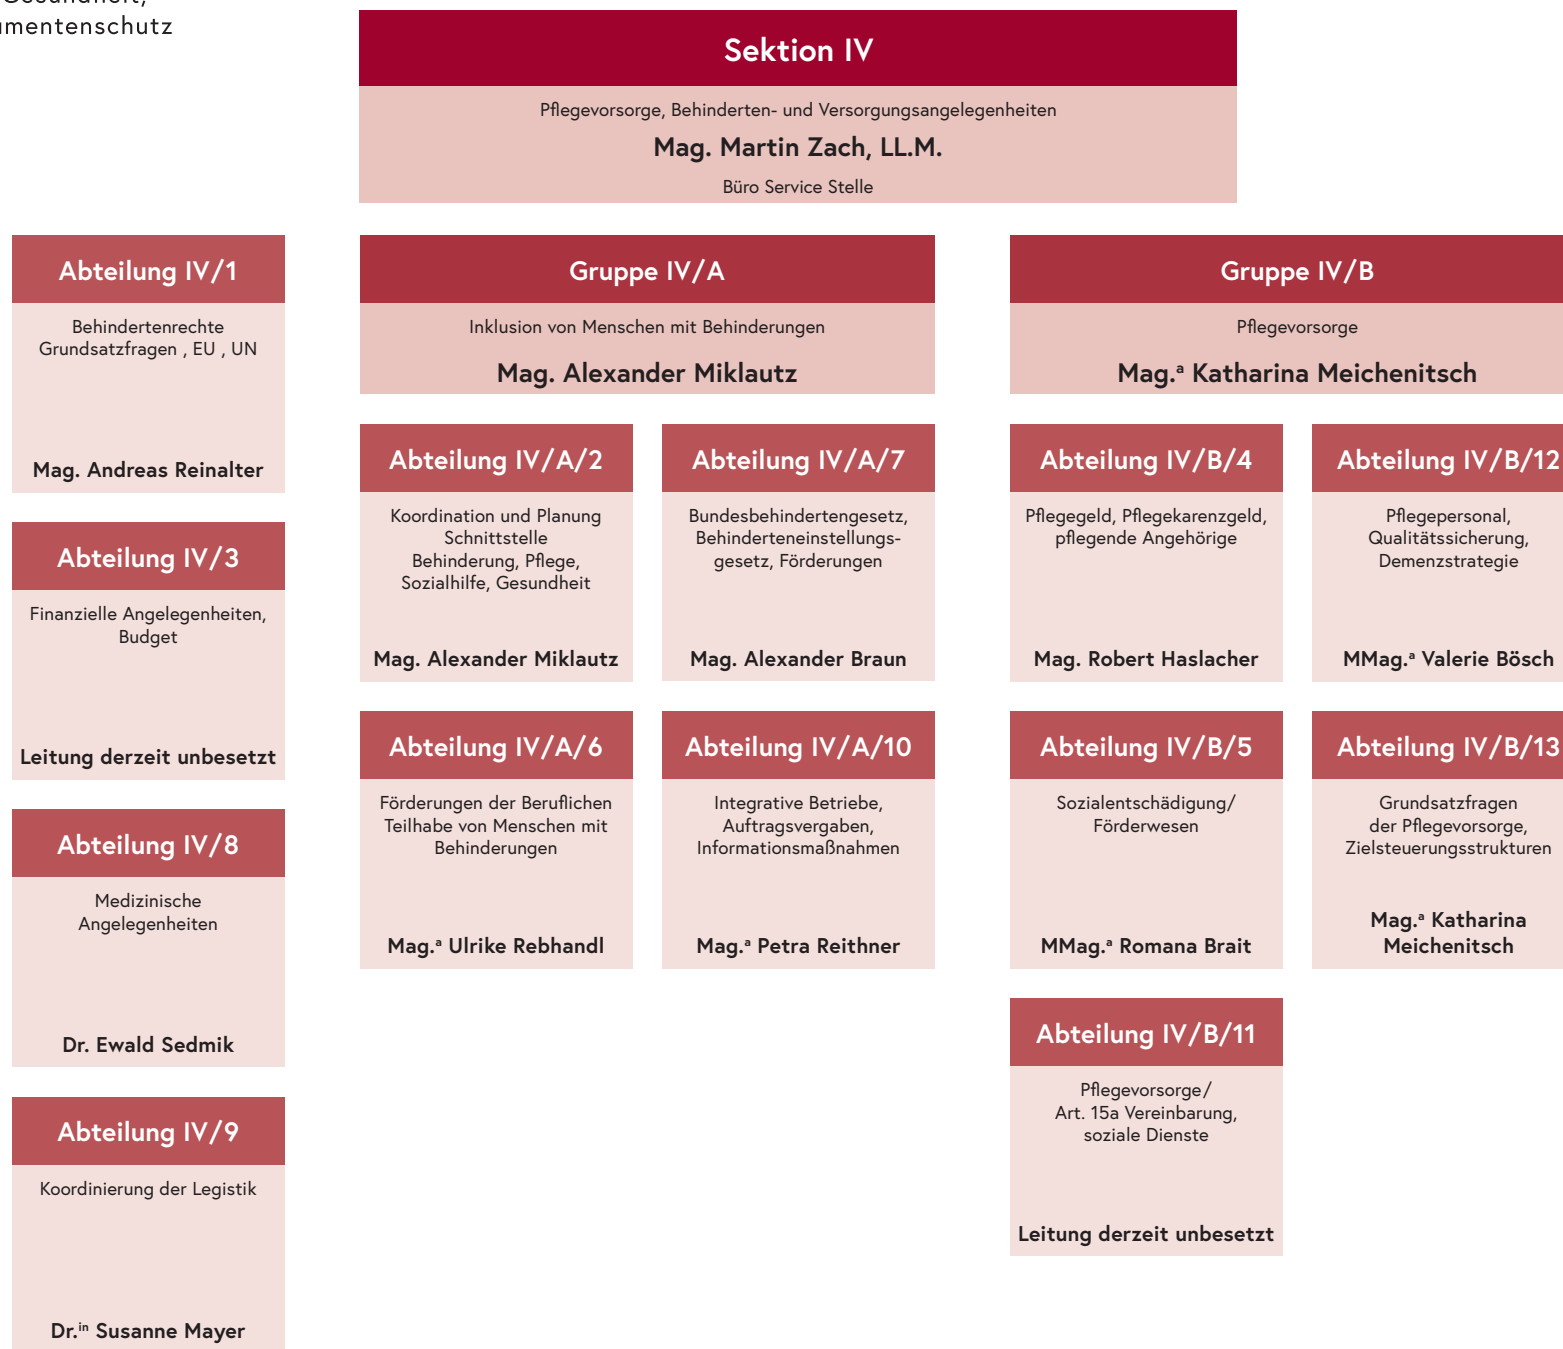 Gesundheit,
mentenschutz
Sektion IV
Pflegevorsorge, Behinderten- und Versorgungsangelegenheiten
Mag. Martin Zach, LL.M.
Büro Service Stelle
Abteilung IV/1
Behindertenrechte
Grundsatzfragen , EU , UN
Mag. Andreas Reinalter
Abteilung IV/3
Finanzielle Angelegenheiten,
Budget
Leitung derzeit unbesetzt
Abteilung IV/8
Medizinische
Angelegenheiten
Dr. Ewald Sedmik
Abteilung IV/9
Koordinierung der Legistik
Dr.ⁱⁿ Susanne Mayer
Gruppe IV/A
Inklusion von Menschen mit Behinderungen
Mag. Alexander Miklautz
Abteilung IV/A/2
Koordination und Planung
Schnittstelle
Behinderung, Pflege,
Sozialhilfe, Gesundheit
Mag. Alexander Miklautz
Abteilung IV/A/7
Bundesbehindertengesetz,
Behinderteneinstellungs-
gesetz, Förderungen
Mag. Alexander Braun
Abteilung IV/A/6
Förderungen der Beruflichen
Teilhabe von Menschen mit
Behinderungen
Mag.ᵃ Ulrike Rebhandl
Abteilung IV/A/10
Integrative Betriebe,
Auftragsvergaben,
Informationsmaßnahmen
Mag.ᵃ Petra Reithner
Gruppe IV/B
Pflegevorsorge
Mag.ᵃ Katharina Meichenitsch
Abteilung IV/B/4
Pflegegeld, Pflegekarenzgeld,
pflegende Angehörige
Mag. Robert Haslacher
Abteilung IV/B/12
Pflegepersonal,
Qualitätssicherung,
Demenzstrategie
MMag.ᵃ Valerie Bösch
Abteilung IV/B/5
Sozialentschädigung/
Förderwesen
MMag.ᵃ Romana Brait
Abteilung IV/B/13
Grundsatzfragen
der Pflegevorsorge,
Zielsteuerungsstrukturen
Mag.ᵃ Katharina
Meichenitsch
Abteilung IV/B/11
Pflegevorsorge/
Art. 15a Vereinbarung,
soziale Dienste
Leitung derzeit unbesetzt